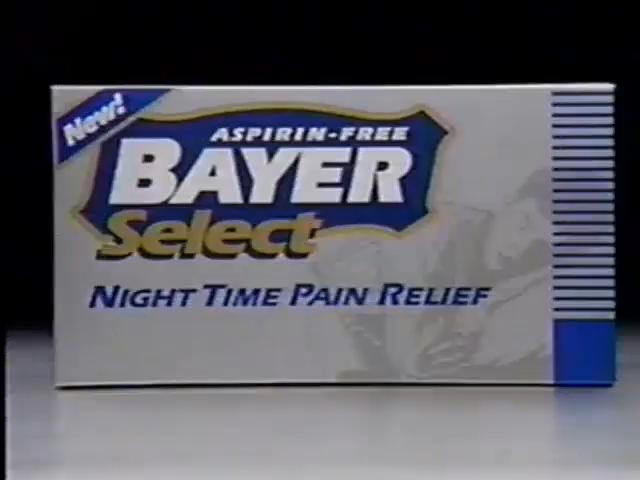 New!
ASPIRIN-FREE
BAYER
Select
NIGHT TIME PAIN RELIEF